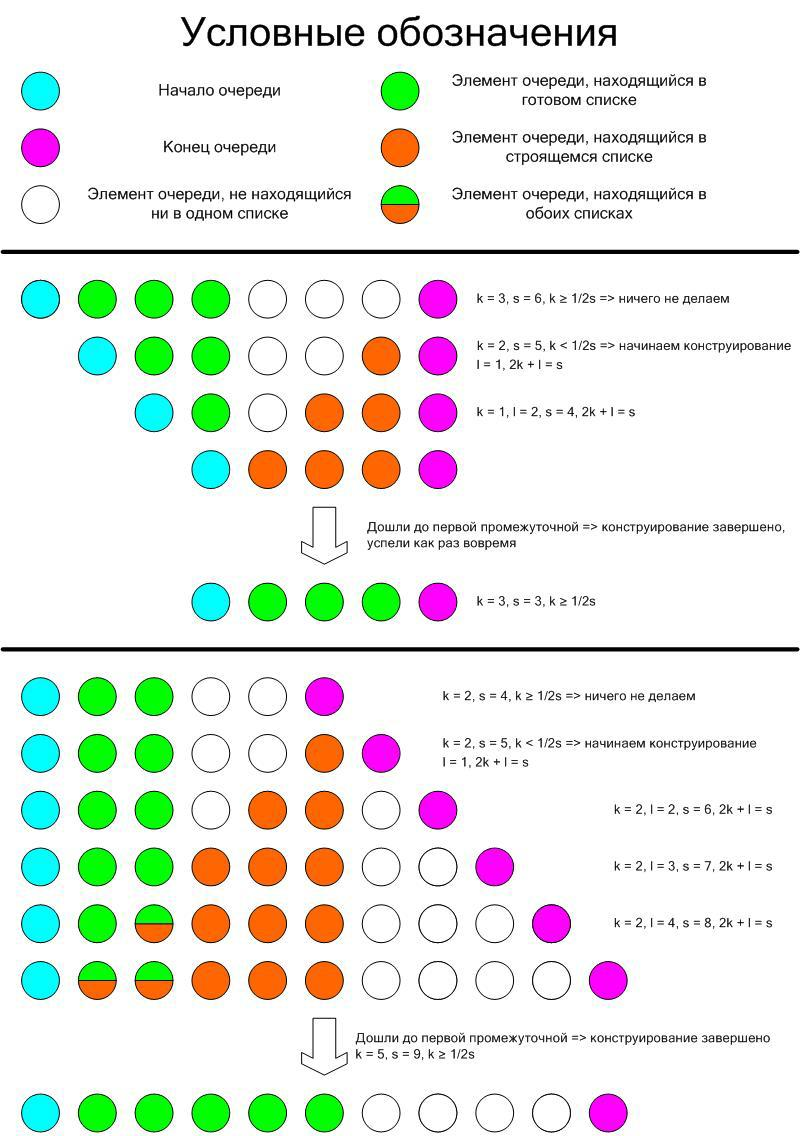 Условные обозначения
Начало очереди
Элемент очереди, находящийся в
готовом списке
Конец очереди
Элемент очереди, находящийся в
строящемся списке
Элемент очереди, не находящийся
ни в одном списке
Элемент очереди, находящийся в
обоих списках
k = 3, s = 6, k ≥ 1/2s => ничего не делаем
k = 2, s = 5, k < 1/2s => начинаем конструирование
l = 1, 2k + l = s
k = 1, l = 2, s = 4, 2k + l = s
Дошли до первой промежуточной => конструирование завершено,
успели как раз вовремя
k = 3, s = 3, k ≥ 1/2s
k = 2, s = 4, k ≥ 1/2s => ничего не делаем
k = 2, s = 5, k < 1/2s => начинаем конструирование
l = 1, 2k + l = s
k = 2, l = 2, s = 6, 2k + l = s
k = 2, l = 3, s = 7, 2k + l = s
k = 2, l = 4, s = 8, 2k + l = s
Дошли до первой промежуточной => конструирование завершено
k = 5, s = 9, k ≥ 1/2s